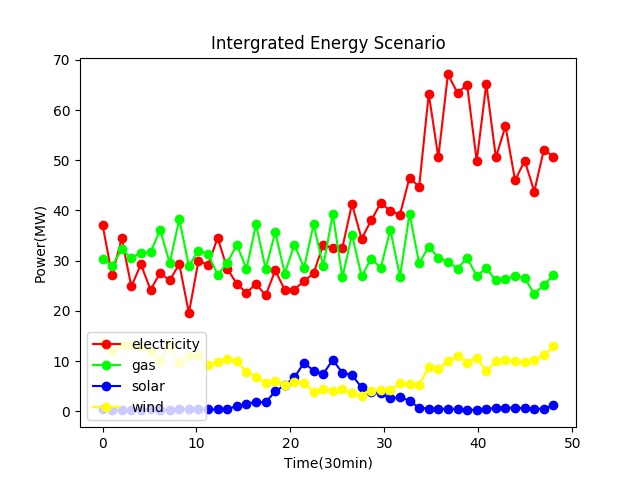 Intergrated Energy Scenario
Power(MW)
70
60
50
40
30
20
10
0
electricity
gas
solar
wind
0 10 20 30 40 50
Time(30min)